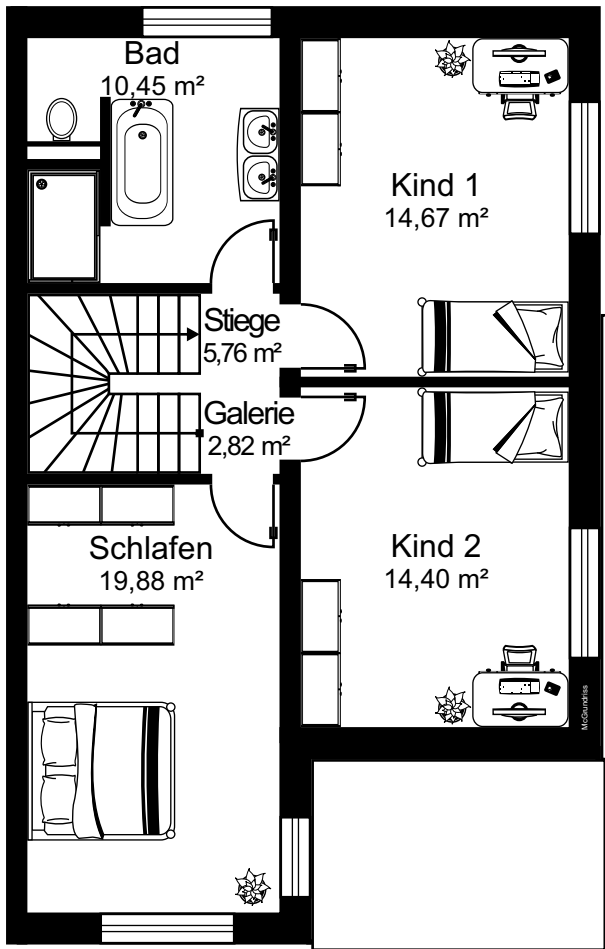 Bad
10,45 m²
Kind 1
14,67 m²
Stiege
5,76 m²
Galerie
2,82 m²
Schlafen
19,88 m²
Kind 2
14,40 m²
McGrundriss